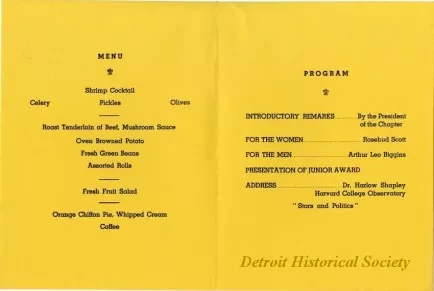 MENU
Shrimp Cocktail
Celery Pickles Olives
Roast Tenderloin of Beef, Mushroom Sauce
Oven Browned Potato
Fresh Green Beans
Assorted Rolls
Fresh Fruit Salad
Orange Chiffon Pie, Whipped Cream
Coffee
PROGRAM
INTRODUCTORY REMARKS By the President
of the Chapter
FOR THE WOMEN Rosebud Scott
FOR THE MEN Arthur Leo Biggins
PRESENTATION OF JUNIOR AWARD
ADDRESS Dr. Harlow Shapley
Harvard College Observatory
"Stars and Politics"
Detroit Historical Society